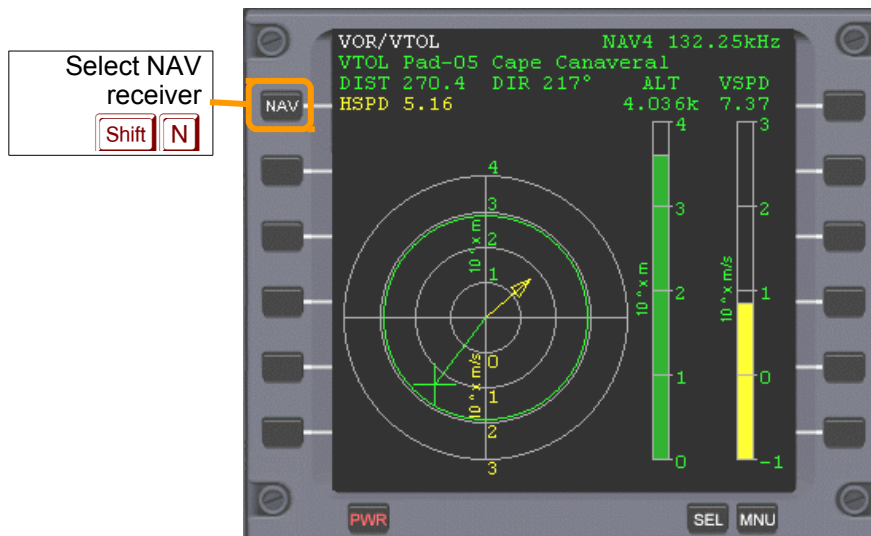 Select NAV
receiver
Shift N
NAV
VOR/VTOL NAV4 132.25kHz
VTOL Pad-05 Cape Canaveral
DIST 270.4 DIR 217° ALT VSPD
HSPD 5.16 4.036k 7.37
4
3
2
1
10^x m
0
1
2
3
10^x m/s
4
3
2
1
0
10^x m
3
2
1
0
-1
10^x m/s
PWR
SEL
MNU